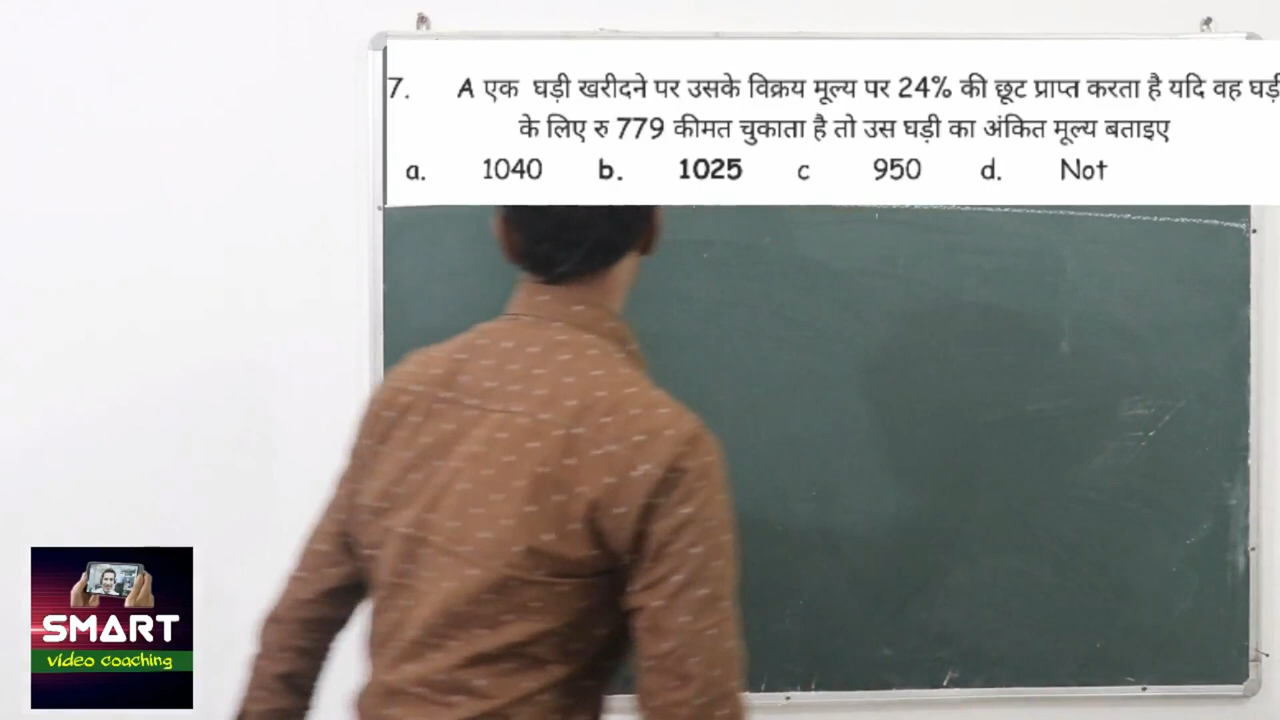 7. A एक घड़ी खरीदने पर उसके विक्रय मूल्य पर 24% की छूट प्राप्त करता है यदि वह घड़ी
के लिए रु 779 कीमत चुकाता है तो उस घड़ी का अंकित मूल्य बताइए
a. 1040 b. 1025 c 950 d. Not
SMART
video coaching